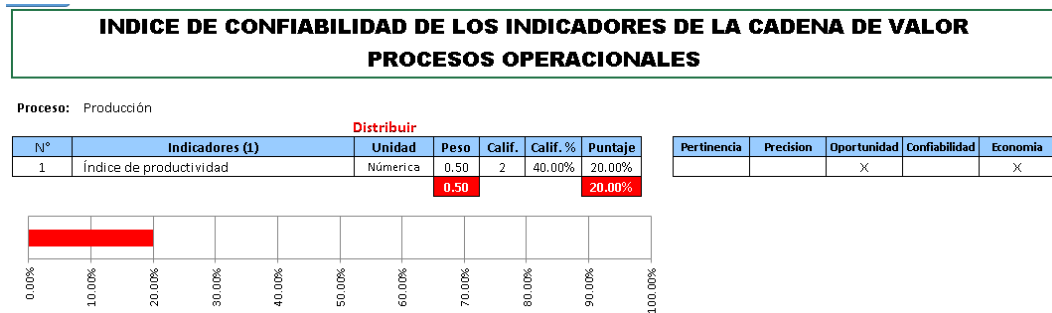 INDICE DE CONFIABILIDAD DE LOS INDICADORES DE LA CADENA DE VALOR
PROCESOS OPERACIONALES
Proceso: Producción
Distribuir
N° Indicadores (1) Unidad Peso Calif. Calif. % Puntaje Pertinencia Precision Oportunidad Confiabilidad Economia
1 Índice de productividad Númerica 0.50 2 40.00% 20.00% X X
0.50 20.00%
0.00% 10.00% 20.00% 30.00% 40.00% 50.00% 60.00% 70.00% 80.00% 90.00% 100.00%